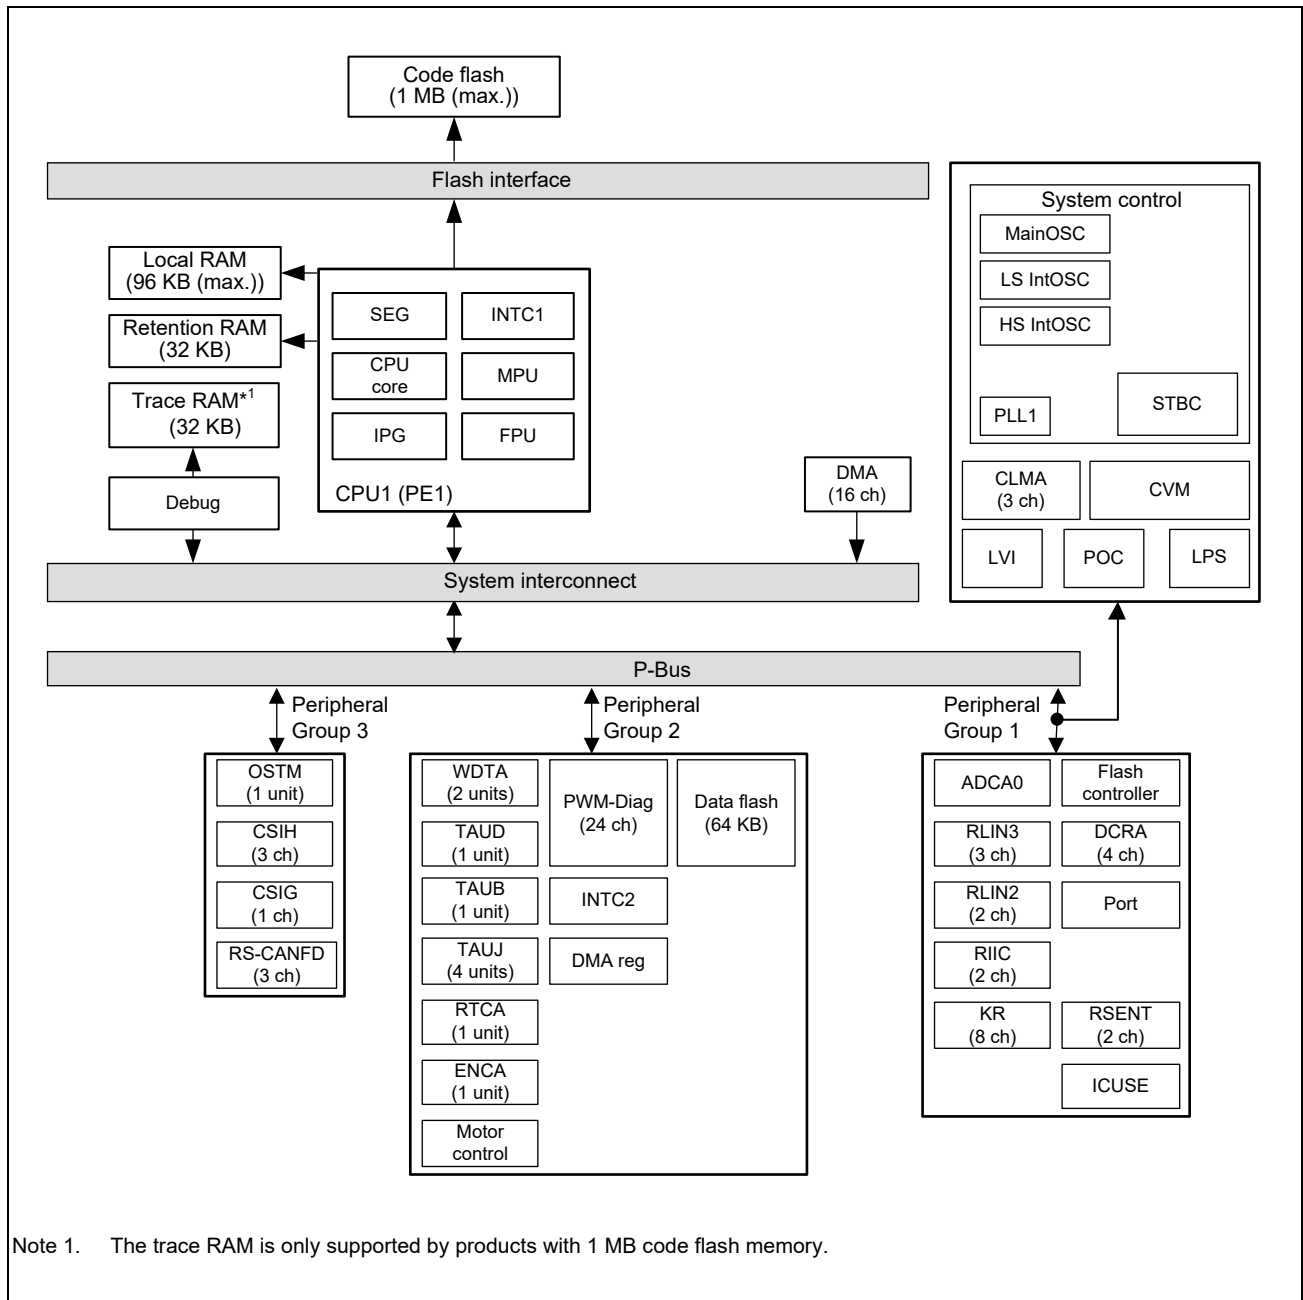 Code flash
(1 MB (max.))
Flash interface
Local RAM
(96 KB (max.))
Retention RAM
(32 KB)
Trace RAM*1
(32 KB)
Debug
SEG
INTC1
CPU
core
MPU
IPG
FPU
CPU1 (PE1)
DMA
(16 ch)
System control
MainOSC
LS IntOSC
HS IntOSC
PLL1
STBC
CLMA
(3 ch)
CVM
LVI
POC
LPS
System interconnect
P-Bus
Peripheral
Group 3
OSTM
(1 unit)
CSIH
(3 ch)
CSIG
(1 ch)
RS-CANFD
(3 ch)
Peripheral
Group 2
WDTA
(2 units)
TAUD
(1 unit)
TAUB
(1 unit)
TAUJ
(4 units)
RTCA
(1 unit)
ENCA
(1 unit)
Motor
control
PWM-Diag
(24 ch)
INTC2
DMA reg
Data flash
(64 KB)
Peripheral
Group 1
ADCA0
RLIN3
(3 ch)
RLIN2
(2 ch)
RIIC
(2 ch)
KR
(8 ch)
Flash
controller
DCRA
(4 ch)
Port
RSENT
(2 ch)
ICUSE
Note 1. The trace RAM is only supported by products with 1 MB code flash memory.